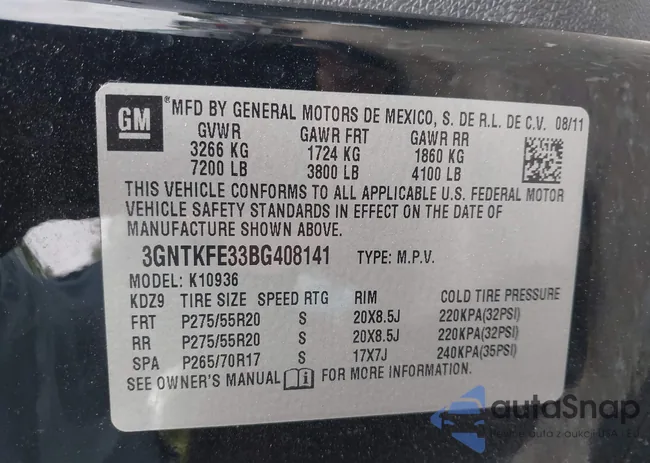 GM
MFD BY GENERAL MOTORS DE MEXICO, S. DE R.L. DE C.V. 08/11
GVWR GAWR FRT GAWR RR
3266 KG 1724 KG 1860 KG
7200 LB 3800 LB 4100 LB
THIS VEHICLE CONFORMS TO ALL APPLICABLE U.S. FEDERAL MOTOR
VEHICLE SAFETY STANDARDS IN EFFECT ON THE DATE OF
MANUFACTURE SHOWN ABOVE.
3GNTKFE33BG408141 TYPE: M.P.V.
MODEL: K10936
KDZ9 TIRE SIZE SPEED RTG RIM COLD TIRE PRESSURE
FRT P275/55R20 S 20X8.5J 220KPA(32PSI)
RR P275/55R20 S 20X8.5J 220KPA(32PSI)
SPA P265/70R17 S 17X7J 240KPA(35PSI)
SEE OWNER'S MANUAL FOR MORE INFORMATION.
autoSnap